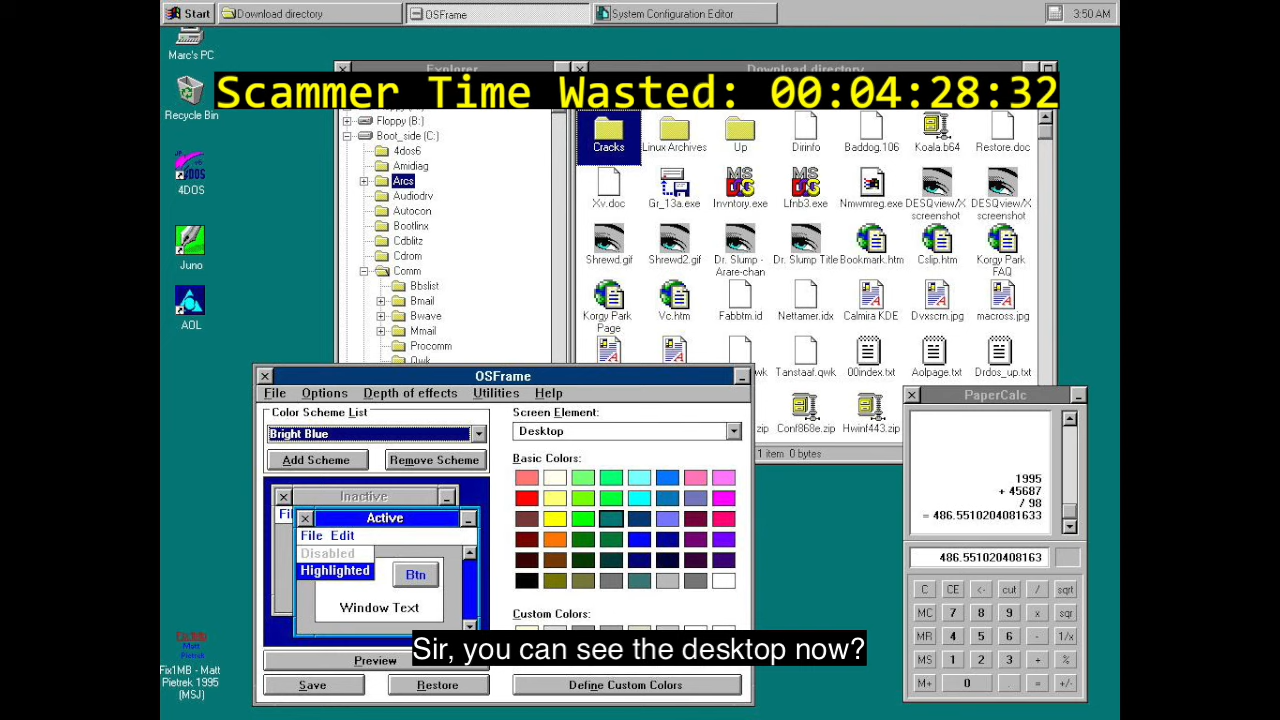 Start
Download directory
OSFrame
System Configuration Editor
3:50 AM
Marc's PC
Recycle Bin
4DOS
Juno
AOL
Fix1MB - Matt
Pietrek 1995
(MSJ)
Scammer Time Wasted: 00:04:28:32
Explorer
Floppy (B:)
Boot_side (C:)
4dos6
Amidiag
Arcs
Audiodrv
Autocon
Bootlinx
Cdblitz
Cdrom
Comm
Bbslist
Bmail
Bwave
Mmail
Procomm
Qwk
Download directory
Cracks
Linux Archives
Up
Dirinfo
Baddog.106
Koala.b64
Restore.doc
Xv.doc
Gr_13a.exe
Invntory.exe
Lfnb3.exe
Nmwmreg.exe
DESQview/X
screenshot
DESQview/X
screenshot
Shrewd.gif
Shrewd2.gif
Dr. Slump -
Arare-chan
Dr. Slump Title
Bookmark.htm
Cslip.htm
Korgy Park
FAQ
Korgy Park
Page
Vc.htm
Fabbtm.id
Nettamer.idx
Calmira KDE
Dvxscrn.jpg
macross.jpg
Tanstaaf.qwk
00index.txt
Aolpage.txt
Drdos_up.txt
Conf868e.zip
Hwinf443.zip
1 item 0 bytes
OSFrame
File Options Depth of effects Utilities Help
Color Scheme List
Bright Blue
Add Scheme
Remove Scheme
Inactive
Active
File Edit
Disabled
Highlighted
Btn
Window Text
Preview
Save
Restore
Screen Element:
Desktop
Basic Colors:
Custom Colors:
Define Custom Colors
PaperCalc
1995
+ 45687
/ 98
= 486.5510204081633
486.551020408163
C CE <- cut / sqrt
MC 7 8 9 x sqr
MR 4 5 6 - 1/x
MS 1 2 3 + %
M+ 0 . = +/-
Sir, you can see the desktop now?